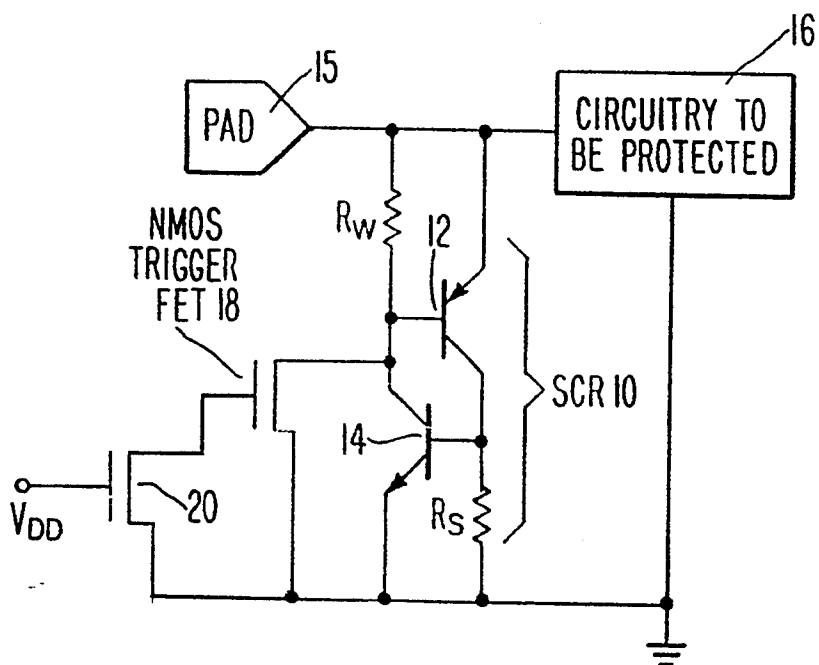 16
15
PAD
CIRCUITRY TO
BE PROTECTED
NMOS
TRIGGER
FET 18
RW
12
SCR 10
14
RS
VDD
20